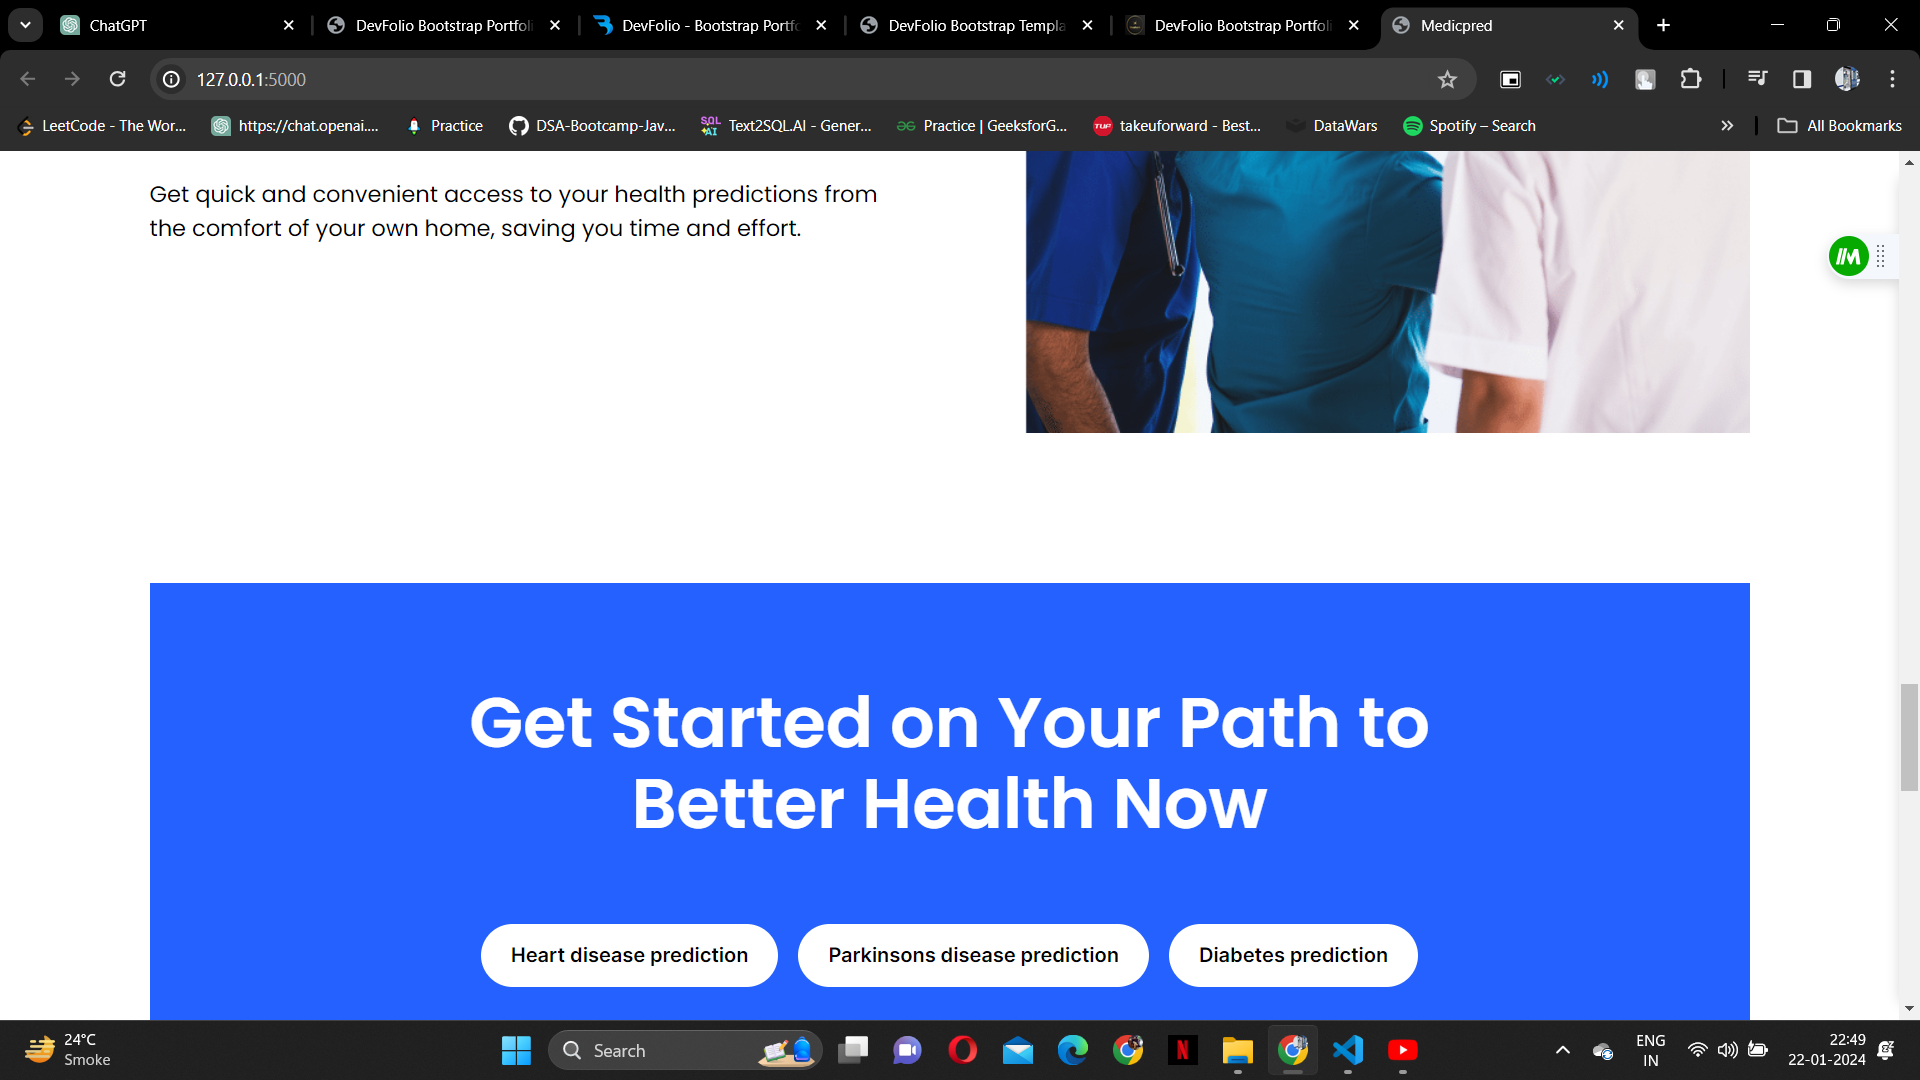 ChatGPT
DevFolio Bootstrap Portfoli
DevFolio - Bootstrap Portfo
DevFolio Bootstrap Templa
DevFolio Bootstrap Portfoli
Medicpred
127.0.0.1:5000
LeetCode - The Wor...
https://chat.openai....
Practice
DSA-Bootcamp-Jav...
SQL AI Text2SQL.AI - Gener...
Practice | GeeksforG...
TUF takeuforward - Best...
DataWars
Spotify – Search
All Bookmarks
Get quick and convenient access to your health predictions from
the comfort of your own home, saving you time and effort.
Get Started on Your Path to
Better Health Now
Heart disease prediction
Parkinsons disease prediction
Diabetes prediction
24°C
Smoke
Search
ENG
IN
22:49
22-01-2024